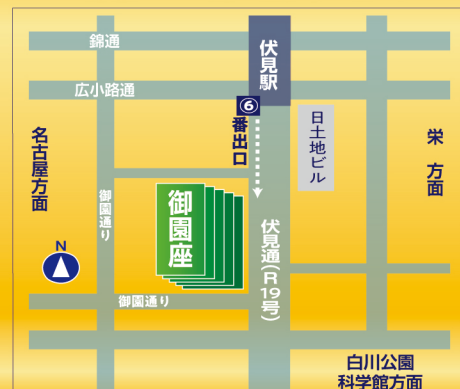 錦通
伏見駅
広小路通
⑥
番出口
日土地ビル
名古屋方面
栄 方面
御園通り
御園座
伏見通(R19号)
N
御園通り
白川公園
科学館方面